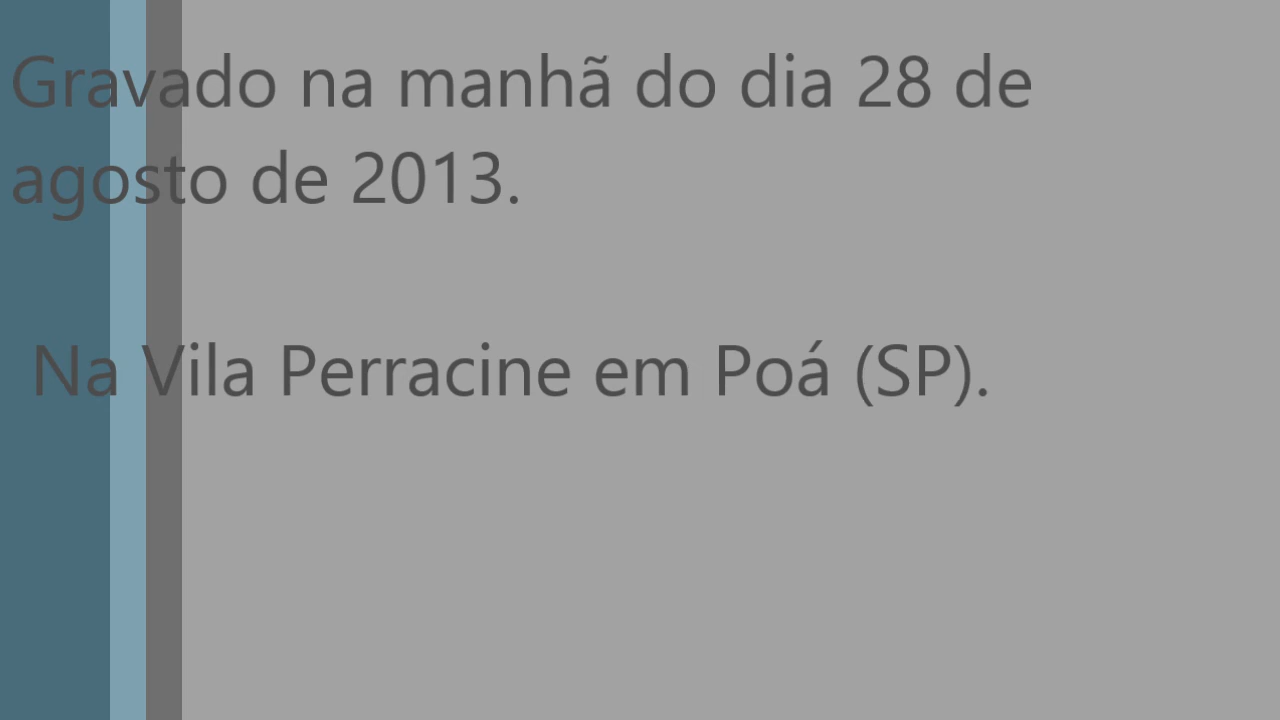 Gravado na manhã do dia 28 de
agosto de 2013.
Na Vila Perracine em Poá (SP).